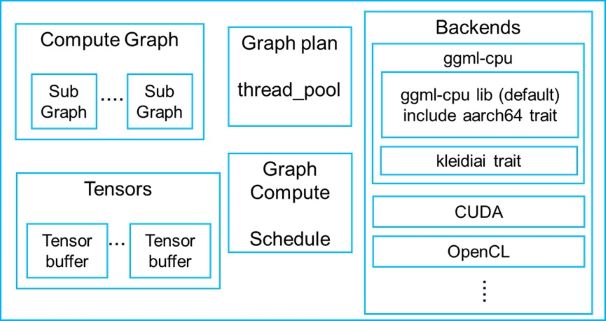 Compute Graph
Sub
Graph
....
Sub
Graph
Graph plan
thread_pool
Tensors
Tensor
buffer
...
Tensor
buffer
Graph
Compute
Schedule
Backends
ggml-cpu
ggml-cpu lib (default)
include aarch64 trait
kleidiai trait
CUDA
OpenCL